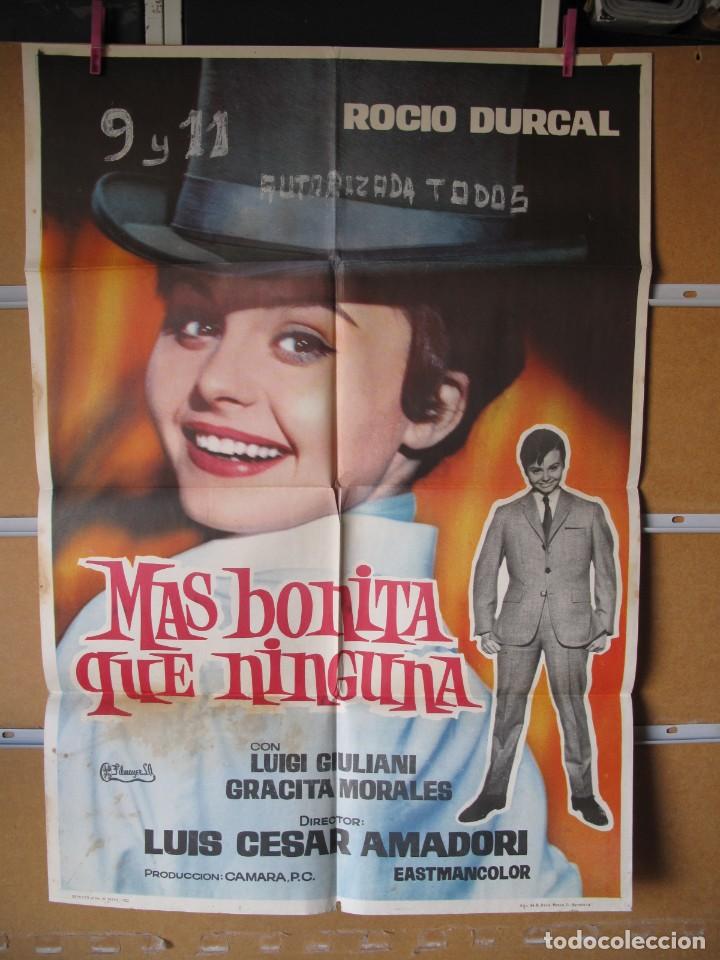 9 y 11
ROCIO DURCAL
AUTORIZADA TODOS
MAS BONITA
QUE NINGUNA
CON
LUIGI GIULIANI
GRACITA MORALES
DIRECTOR:
LUIS CESAR AMADORI
PRODUCCION: CAMARA, P.C.
EASTMANCOLOR
todocoleccion